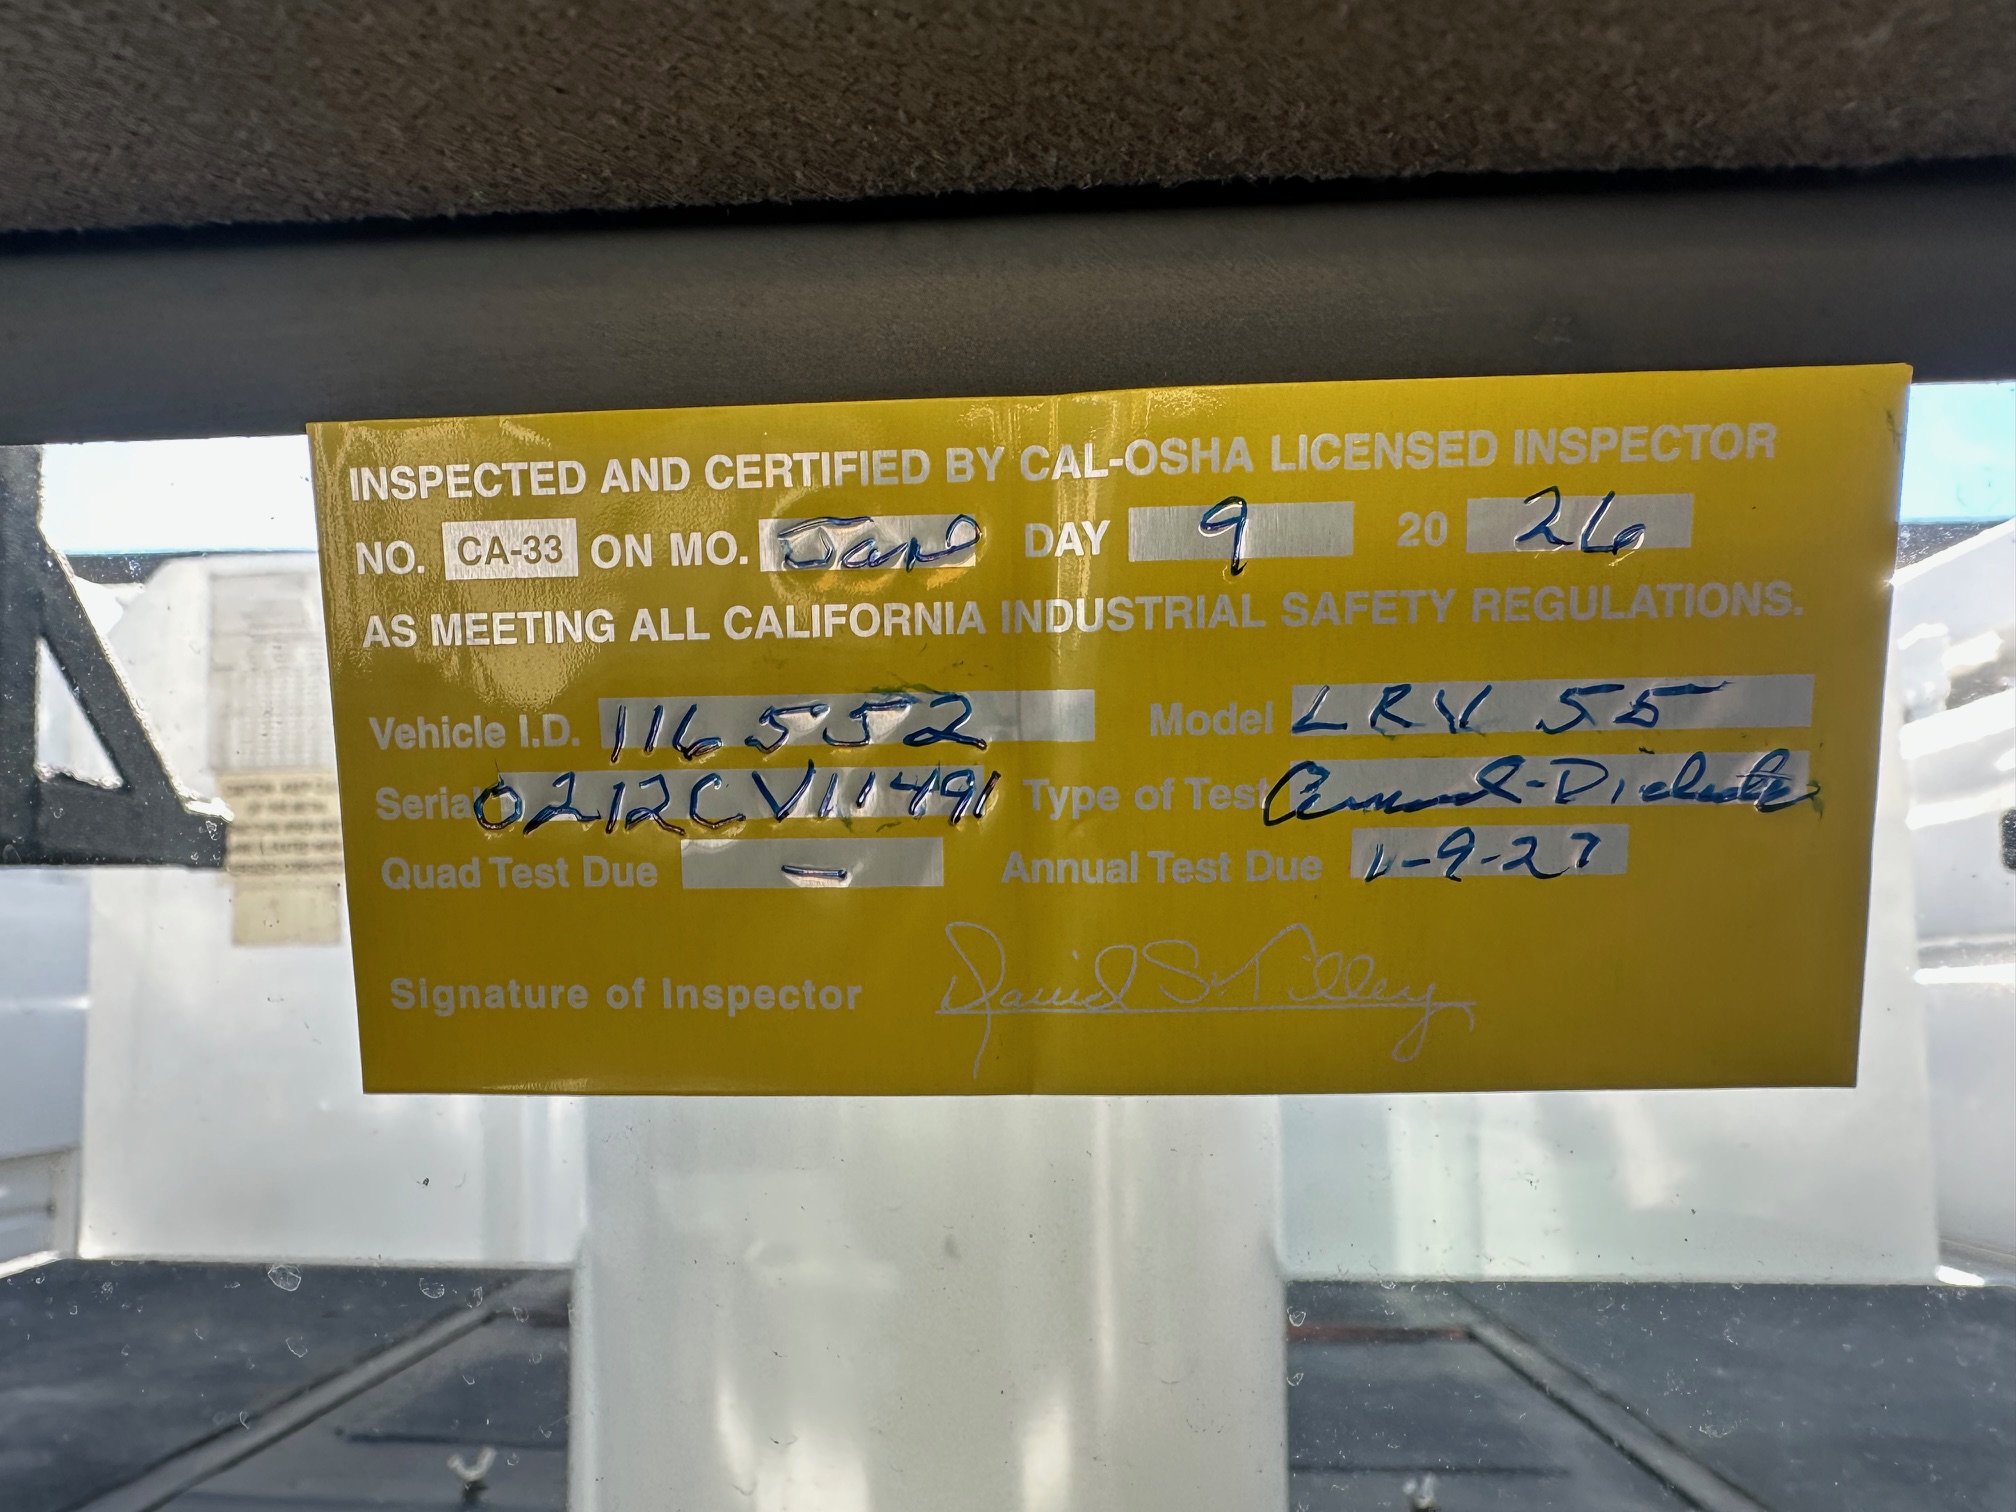 INSPECTED AND CERTIFIED BY CAL-OSHA LICENSED INSPECTOR
NO. CA-33 ON MO. Jan DAY 9 20 26
AS MEETING ALL CALIFORNIA INDUSTRIAL SAFETY REGULATIONS.
Vehicle I.D. 116552 Model LRV 55
Serial 0212CV11491 Type of Test Annual-Dielectric
Quad Test Due - Annual Test Due 1-9-27
Signature of Inspector David S. Tilley